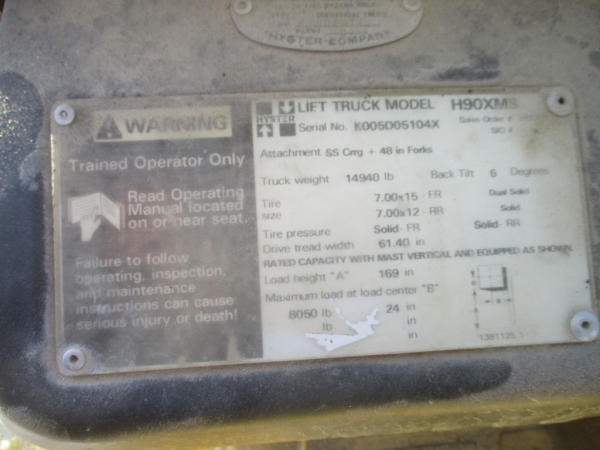 INDUSTRIAL TRUCK
HYSTER COMPANY
WARNING
Trained Operator Only
Read Operating
Manual located
on or near seat.
Failure to follow
operating, inspection,
and maintenance
instructions can cause
serious injury or death!
HYSTER
LIFT TRUCK MODEL H90XMS
Serial No. K005D05104X Sales Order #
SIO #
Attachment SS Crrg + 48 in Forks
Truck weight 14940 lb Back Tilt 6 Degrees
Tire 7.00x15 - FR Dual Solid
size 7.00x12 - RR Solid
Tire pressure Solid- FR Solid- RR
Drive tread width 61.40 in
RATED CAPACITY WITH MAST VERTICAL AND EQUIPPED AS SHOWN.
Load height "A" 169 in
Maximum load at load center "B"
8050 lb 24 in
lb in
in
1381125